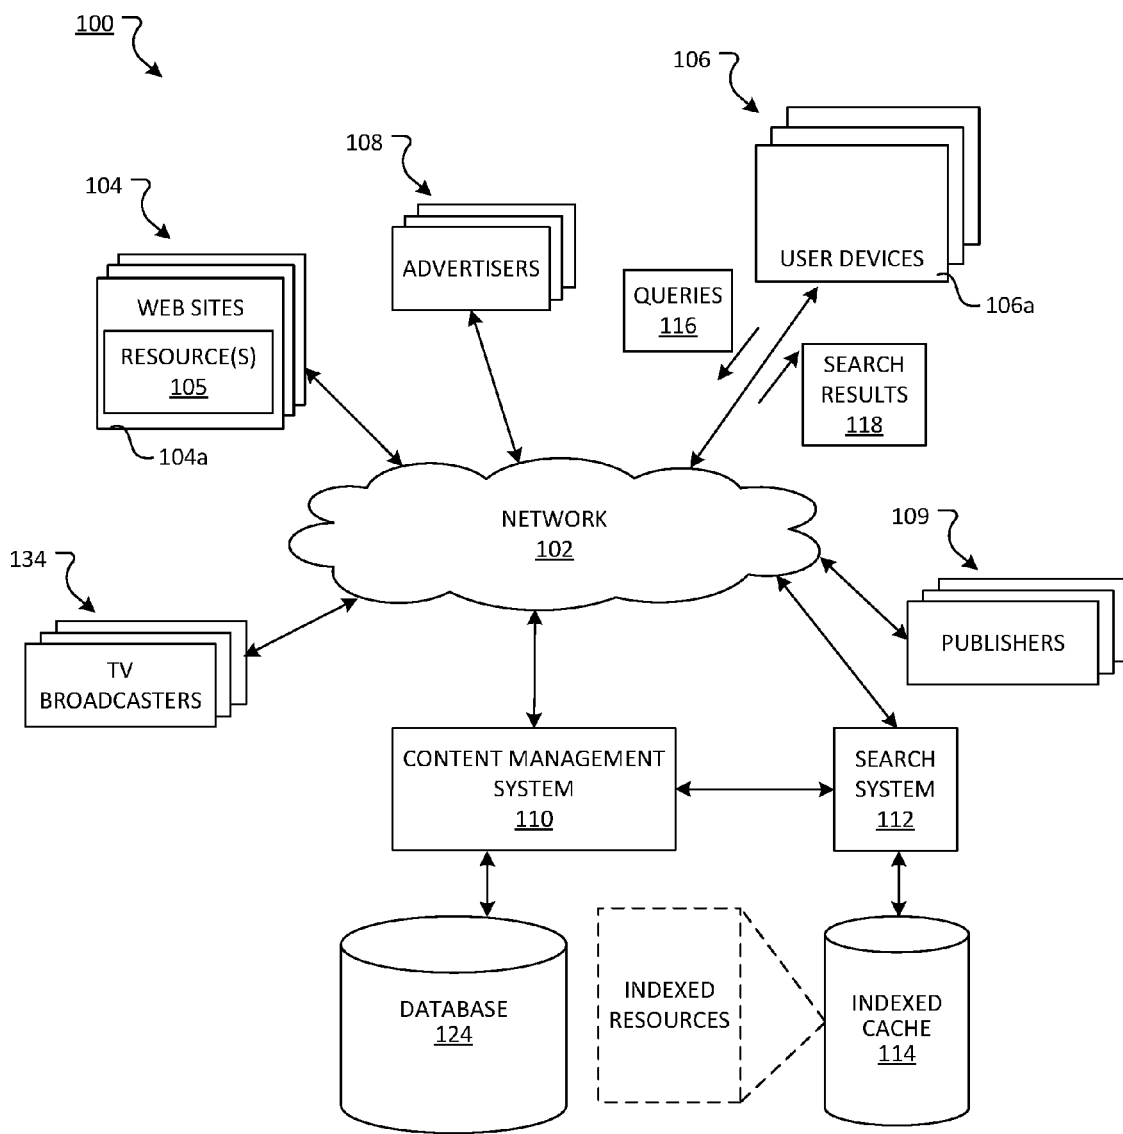 100
106
108
104
ADVERTISERS
USER DEVICES
106a
QUERIES
116
WEB SITES
RESOURCE(S)
105
104a
SEARCH
RESULTS
118
NETWORK
102
109
134
PUBLISHERS
TV
BROADCASTERS
CONTENT MANAGEMENT
SYSTEM
110
SEARCH
SYSTEM
112
DATABASE
124
INDEXED
RESOURCES
INDEXED
CACHE
114